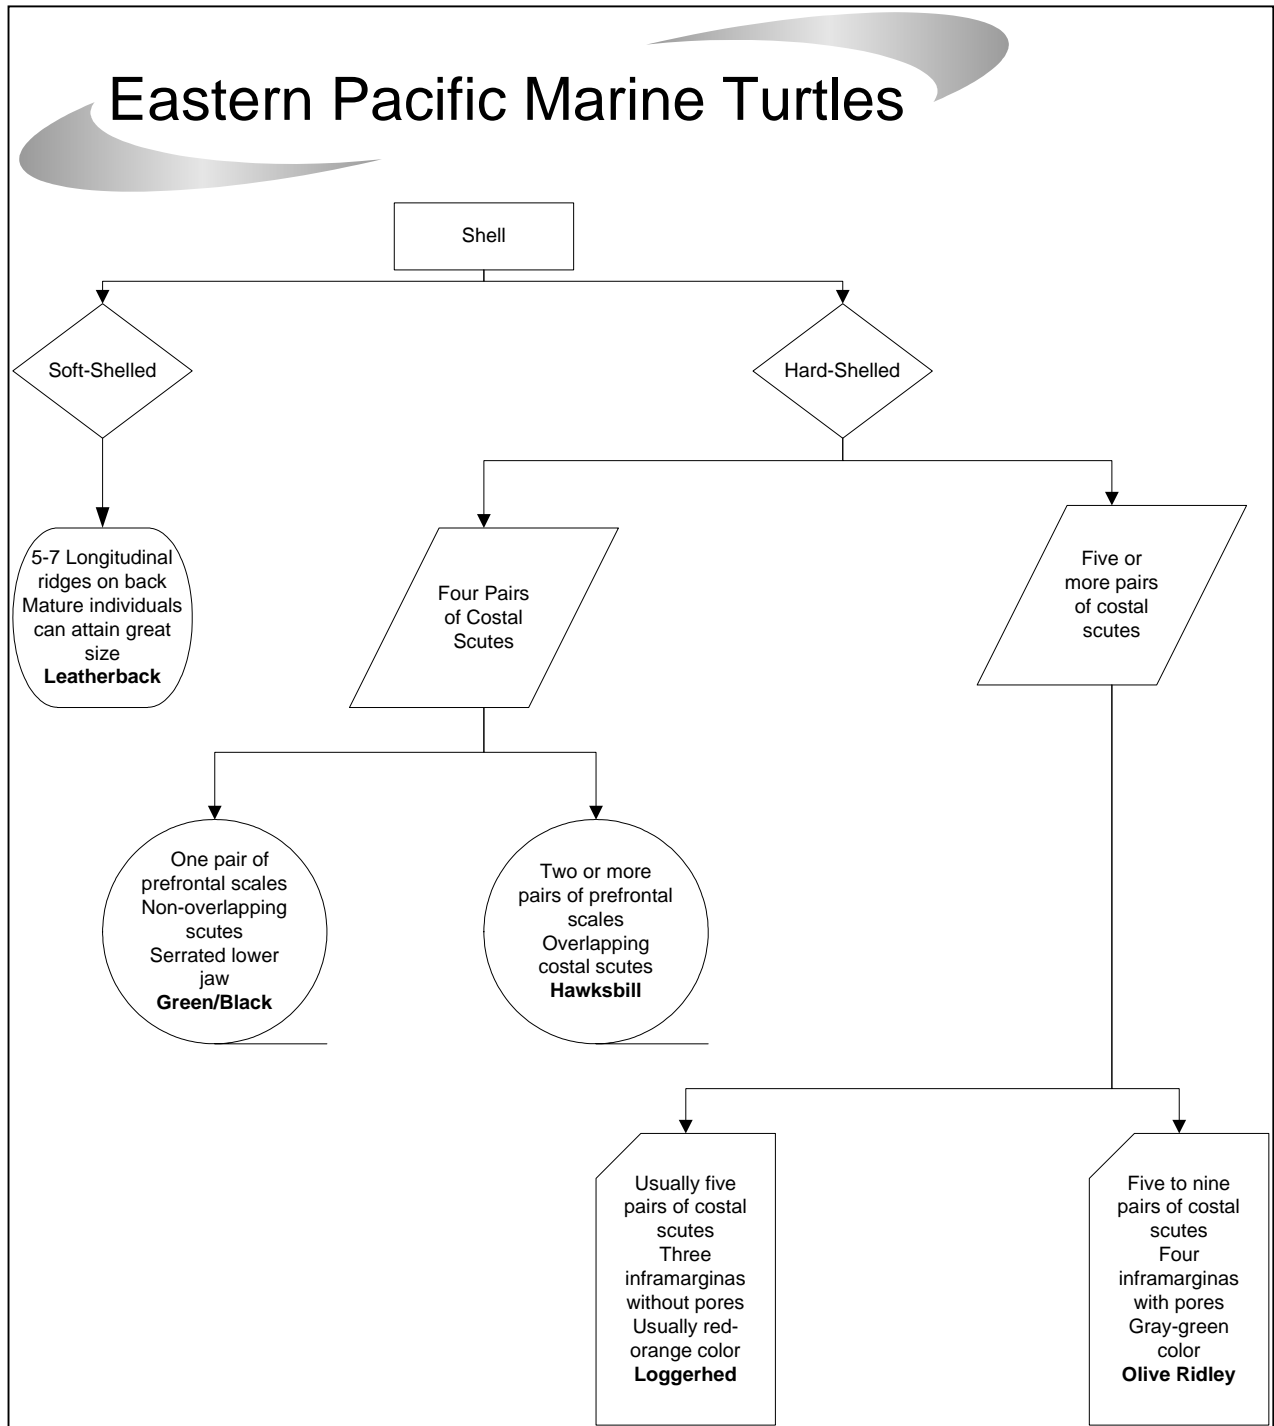 Eastern Pacific Marine Turtles
Shell
Soft-Shelled
Hard-Shelled
5-7 Longitudinal
ridges on back
Mature individuals
can attain great
size
Leatherback
Four Pairs
of Costal
Scutes
Five or
more pairs
of costal
scutes
One pair of
prefrontal scales
Non-overlapping
scutes
Serrated lower
jaw
Green/Black
Two or more
pairs of prefrontal
scales
Overlapping
costal scutes
Hawksbill
Usually five
pairs of costal
scutes
Three
inframarginas
without pores
Usually red-
orange color
Loggerhed
Five to nine
pairs of costal
scutes
Four
inframarginas
with pores
Gray-green
color
Olive Ridley